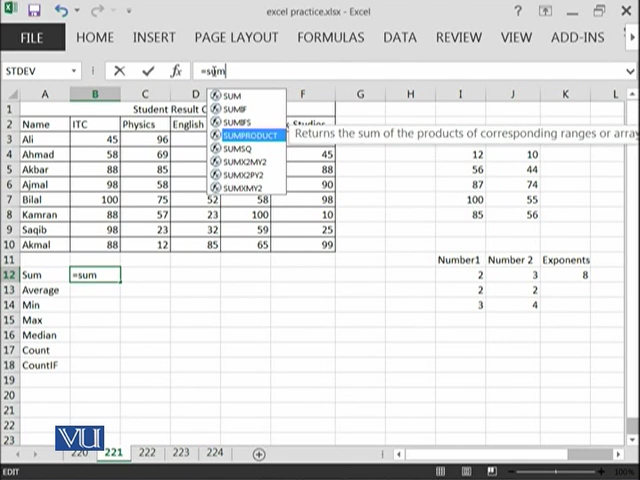 excel practice.xlsx - Excel
FILE HOME INSERT PAGE LAYOUT FORMULAS DATA REVIEW VIEW ADD-INS
STDEV fx =sum
A B C D F G H I J K L
SUM
SUMIF
SUMIFS
SUMPRODUCT Returns the sum of the products of corresponding ranges or array
SUMSQ
SUMX2MY2
SUMX2PY2
SUMXMY2
1 Student Result C
2 Name ITC Physics English
3 Ali 45 96
4 Ahmad 58 69 45 12 10
5 Akbar 88 85 88 56 44
6 Ajmal 98 58 90 87 74
7 Bilal 100 75 52 58 98 100 55
8 Kamran 88 57 23 100 10 85 56
9 Saqib 98 23 32 59 25
10 Akmal 88 12 85 65 99
11 Number1 Number 2 Exponents
12 Sum =sum 2 3 8
13 Average 2 2
14 Min 3 4
15 Max
16 Median
17 Count
18 CountIF
19
20
21
22
23
VU
220 221 222 223 224
EDIT 100%